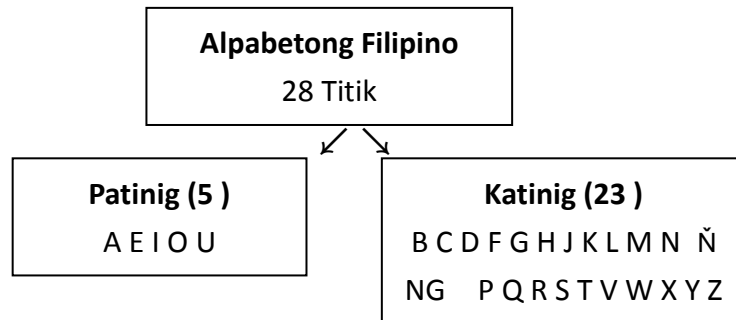 Alpabetong Filipino
28 Titik
Patinig (5 )
A E I O U
Katinig (23 )
B C D F G H J K L M N Ň
NG P Q R S T V W X Y Z